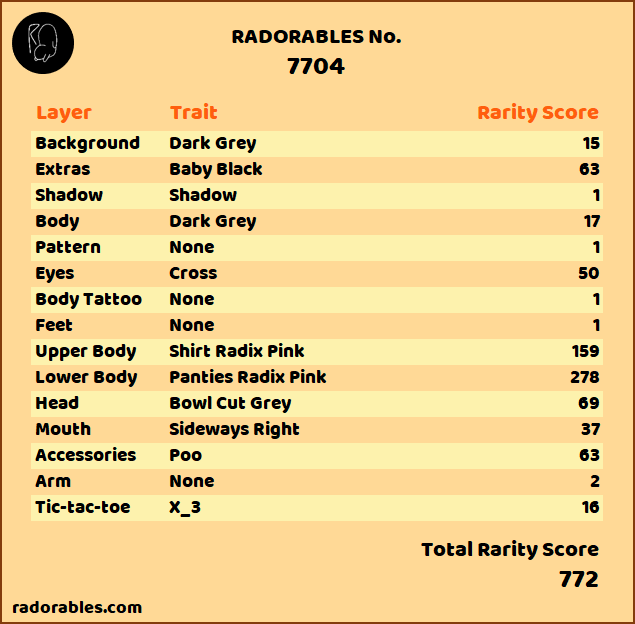 RADORABLES No.
7704
Layer Trait Rarity Score
Background Dark Grey 15
Extras Baby Black 63
Shadow Shadow 1
Body Dark Grey 17
Pattern None 1
Eyes Cross 50
Body Tattoo None 1
Feet None 1
Upper Body Shirt Radix Pink 159
Lower Body Panties Radix Pink 278
Head Bowl Cut Grey 69
Mouth Sideways Right 37
Accessories Poo 63
Arm None 2
Tic-tac-toe X_3 16
Total Rarity Score
772
radorables.com